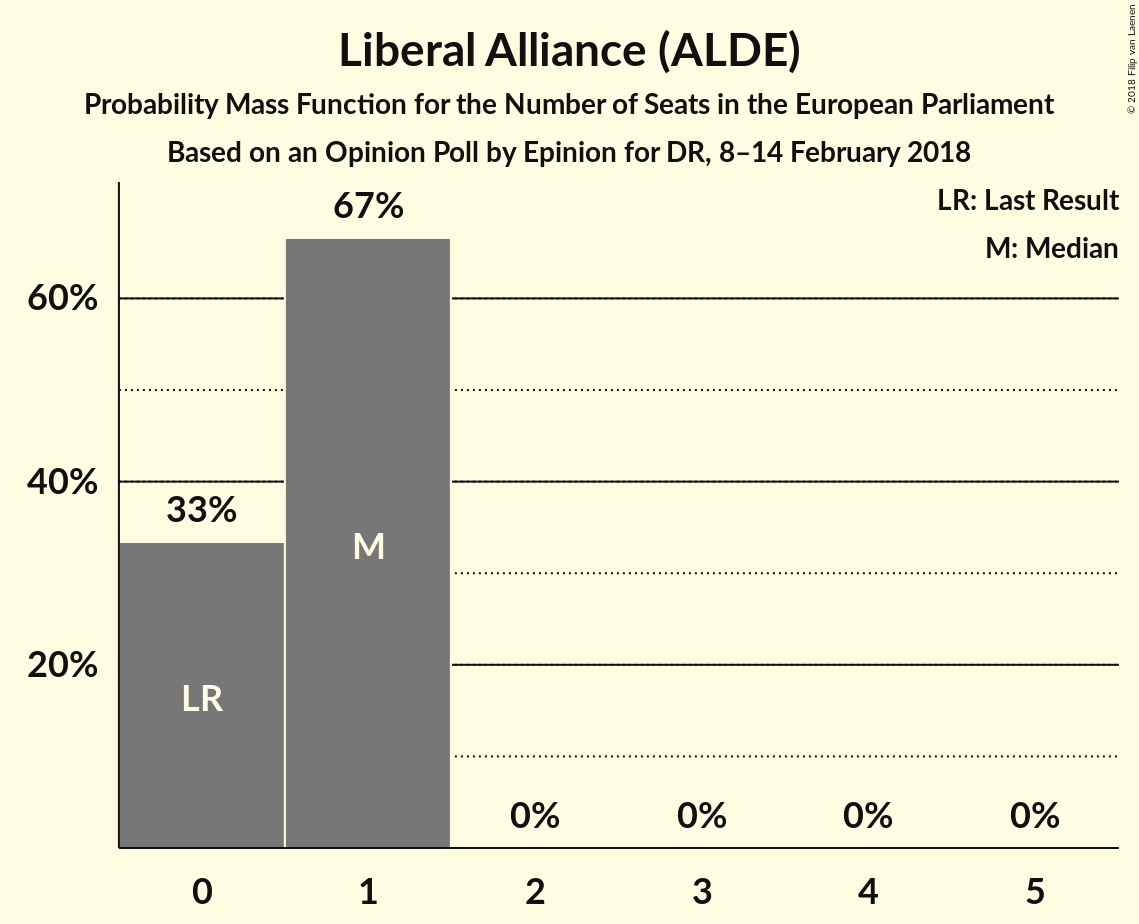 Liberal Alliance (ALDE)
Probability Mass Function for the Number of Seats in the European Parliament
Based on an Opinion Poll by Epinion for DR, 8–14 February 2018
© 2018 Filip van Laenen
LR: Last Result
M: Median
67%
60%
40%
33%
M
20%
LR
0% 0% 0% 0%
0 1 2 3 4 5